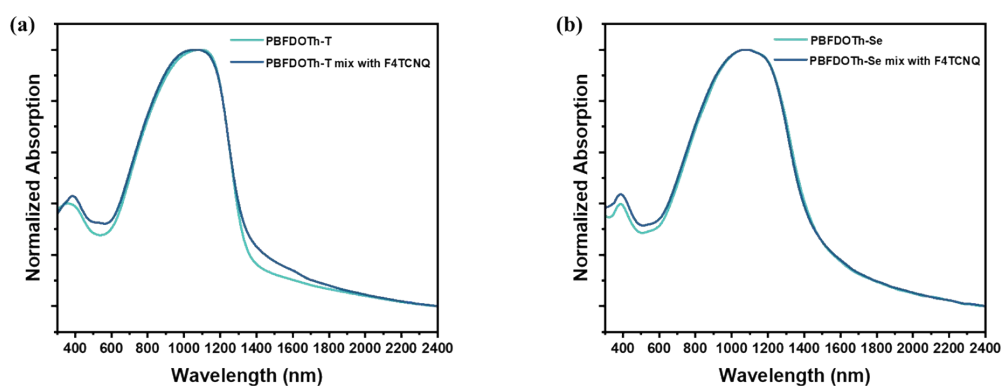 (a)
PBFDOTh-T
PBFDOTh-T mix with F4TCNQ
Normalized Absorption
400 600 800 1000 1200 1400 1600 1800 2000 2200 2400
Wavelength (nm)
(b)
PBFDOTh-Se
PBFDOTh-Se mix with F4TCNQ
Normalized Absorption
400 600 800 1000 1200 1400 1600 1800 2000 2200 2400
Wavelength (nm)